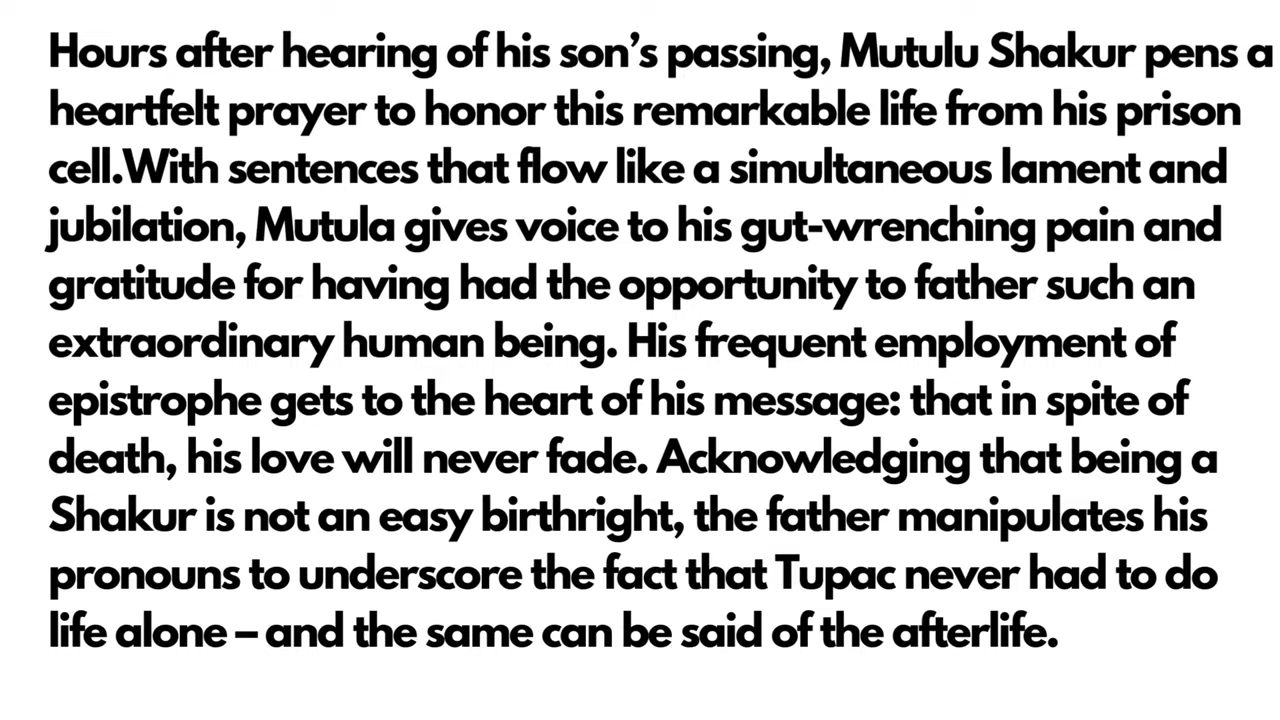 Hours after hearing of his son’s passing, Mutulu Shakur pens a
heartfelt prayer to honor this remarkable life from his prison
cell.With sentences that flow like a simultaneous lament and
jubilation, Mutula gives voice to his gut-wrenching pain and
gratitude for having had the opportunity to father such an
extraordinary human being. His frequent employment of
epistrophe gets to the heart of his message: that in spite of
death, his love will never fade. Acknowledging that being a
Shakur is not an easy birthright, the father manipulates his
pronouns to underscore the fact that Tupac never had to do
life alone – and the same can be said of the afterlife.